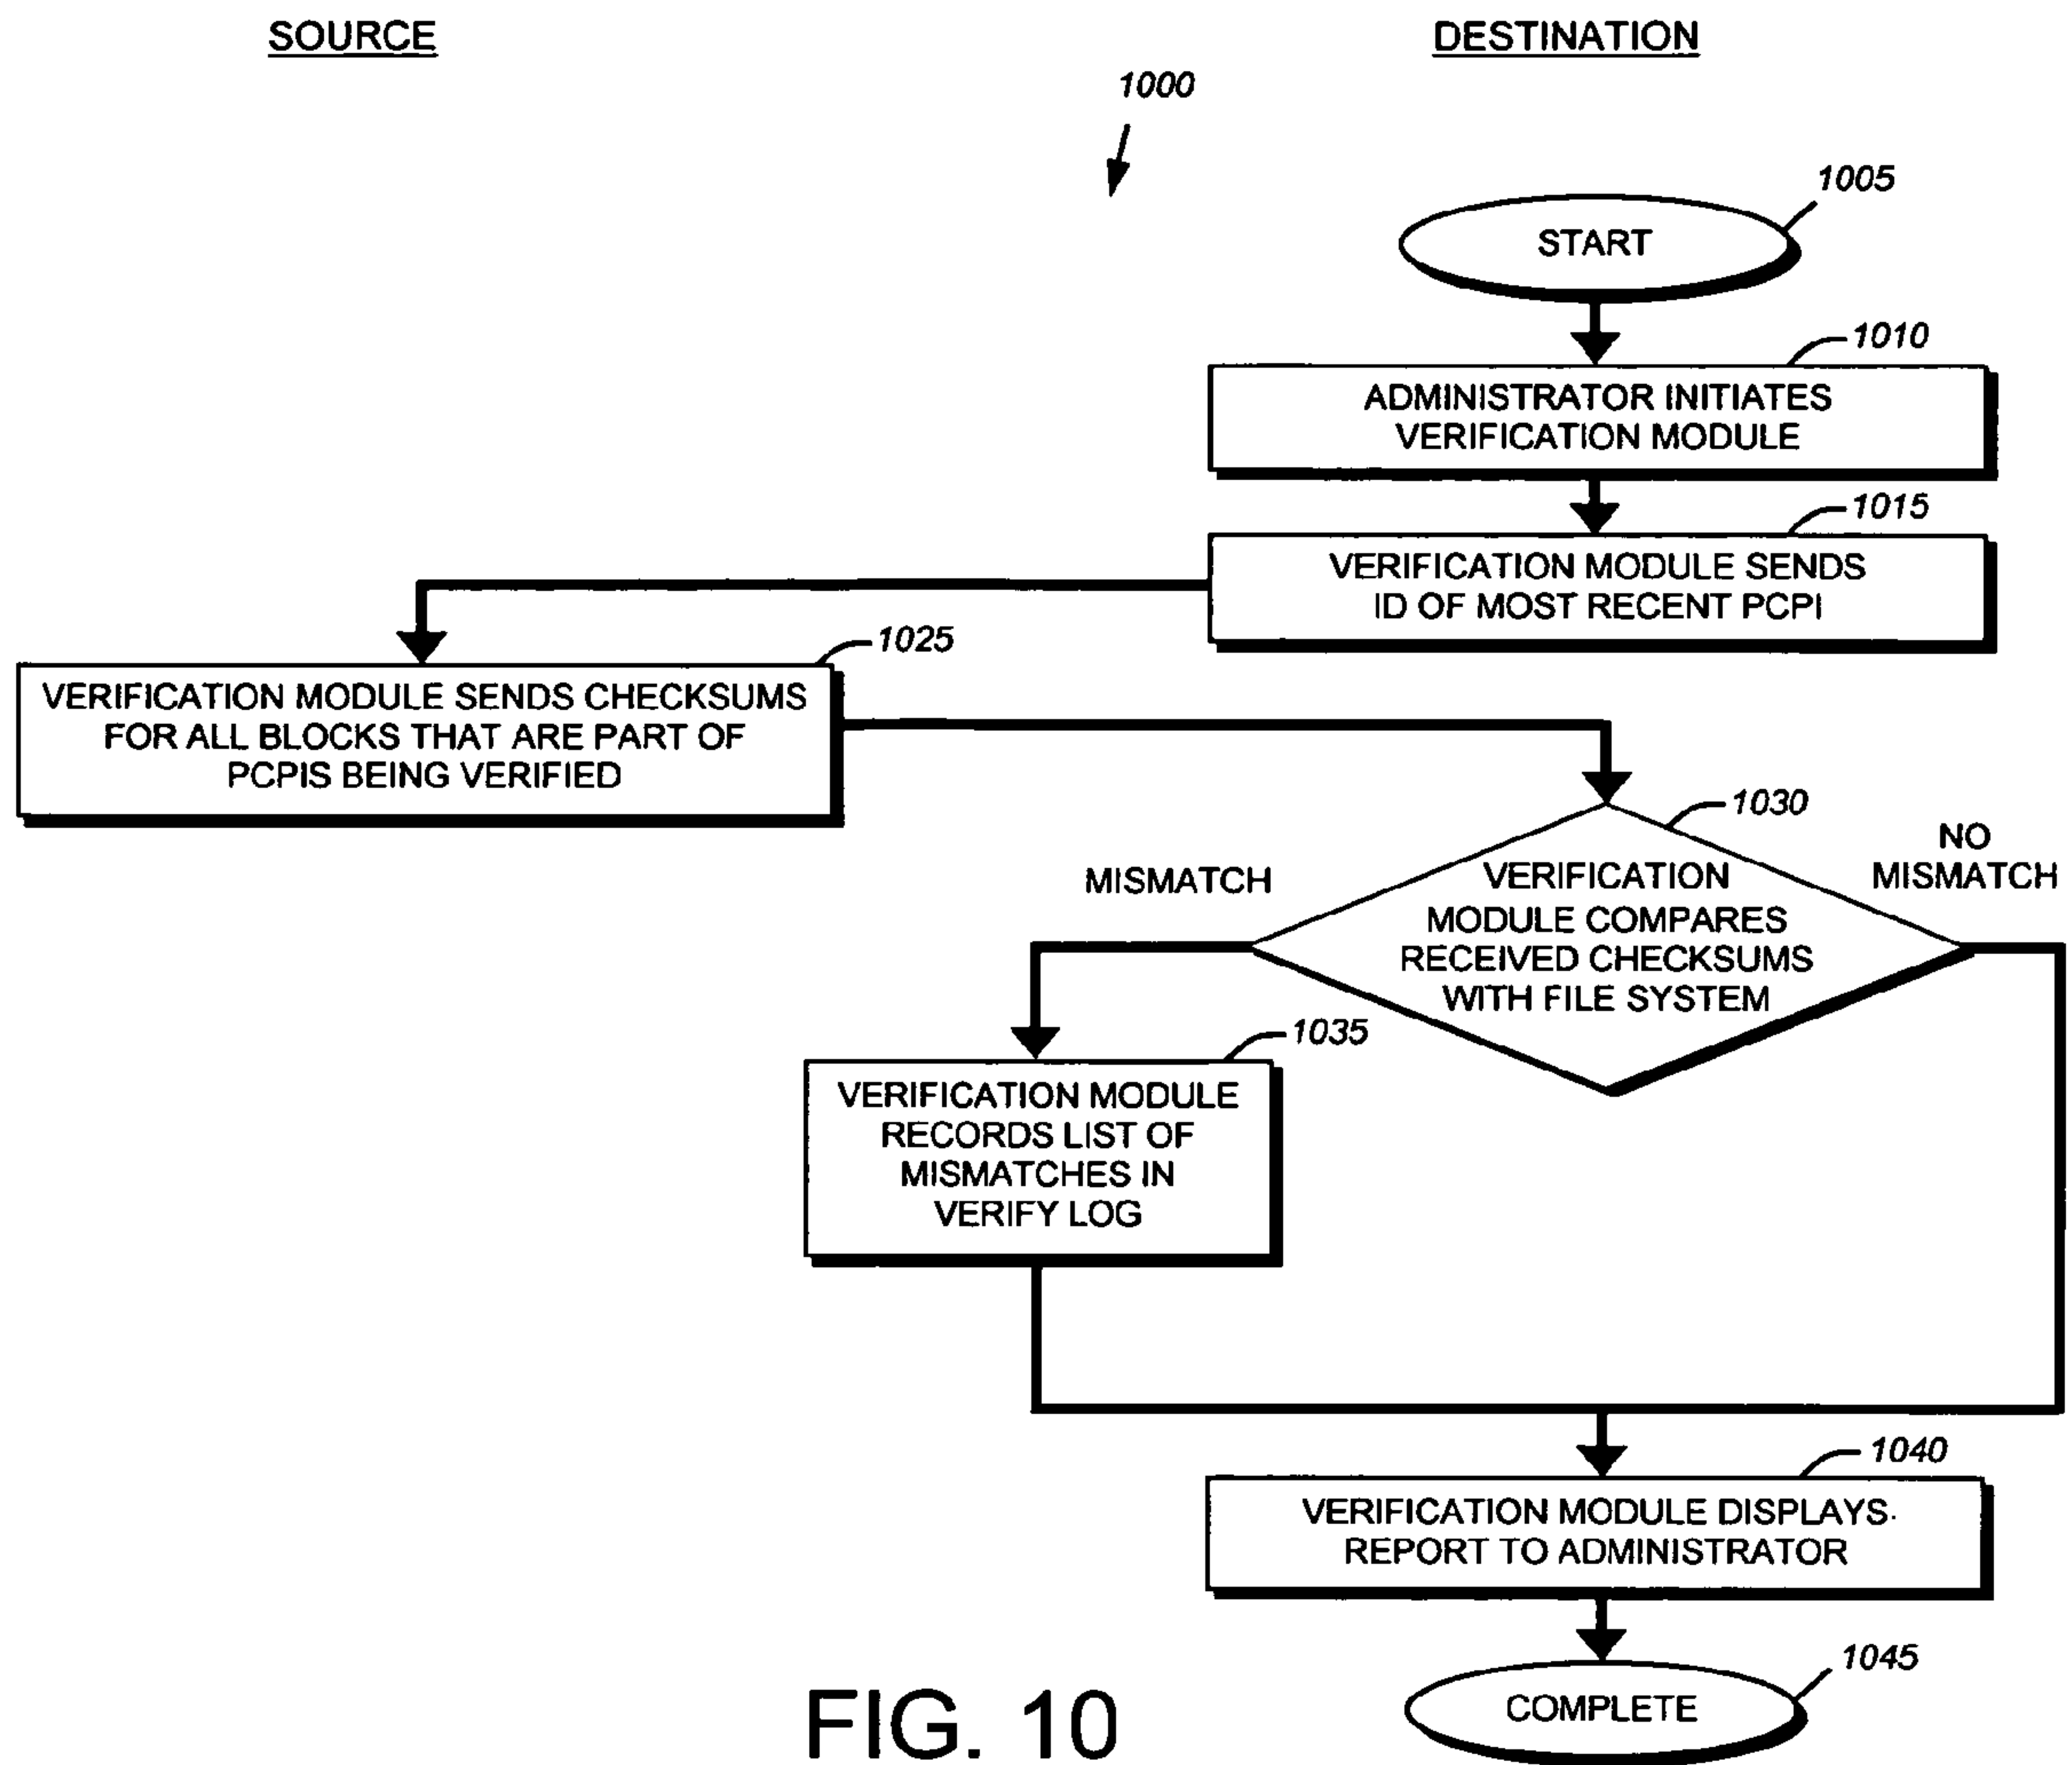 SOURCE
DESTINATION
1000
1005
START
1010
ADMINISTRATOR INITIATES
VERIFICATION MODULE
1015
VERIFICATION MODULE SENDS
ID OF MOST RECENT PCPI
1025
VERIFICATION MODULE SENDS CHECKSUMS
FOR ALL BLOCKS THAT ARE PART OF
PCPIS BEING VERIFIED
1030
MISMATCH
NO
MISMATCH
VERIFICATION
MODULE COMPARES
RECEIVED CHECKSUMS
WITH FILE SYSTEM
1035
VERIFICATION MODULE
RECORDS LIST OF
MISMATCHES IN
VERIFY LOG
1040
VERIFICATION MODULE DISPLAYS
REPORT TO ADMINISTRATOR
1045
COMPLETE
FIG. 10